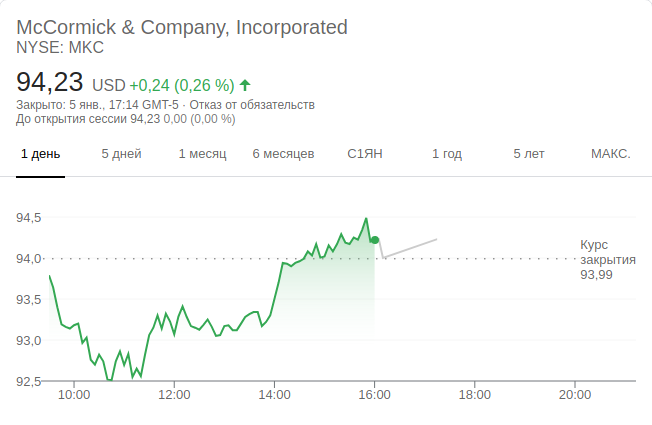 McCormick & Company, Incorporated
NYSE: MKC
94,23 USD +0,24 (0,26 %)
Закрыто: 5 янв., 17:14 GMT-5 · Отказ от обязательств
До открытия сессии 94,23 0,00 (0,00 %)
1 день 5 дней 1 месяц 6 месяцев С1ЯН 1 год 5 лет МАКС.
94,5
94,0
93,5
93,0
92,5
Курс
закрытия
93,99
10:00 12:00 14:00 16:00 18:00 20:00